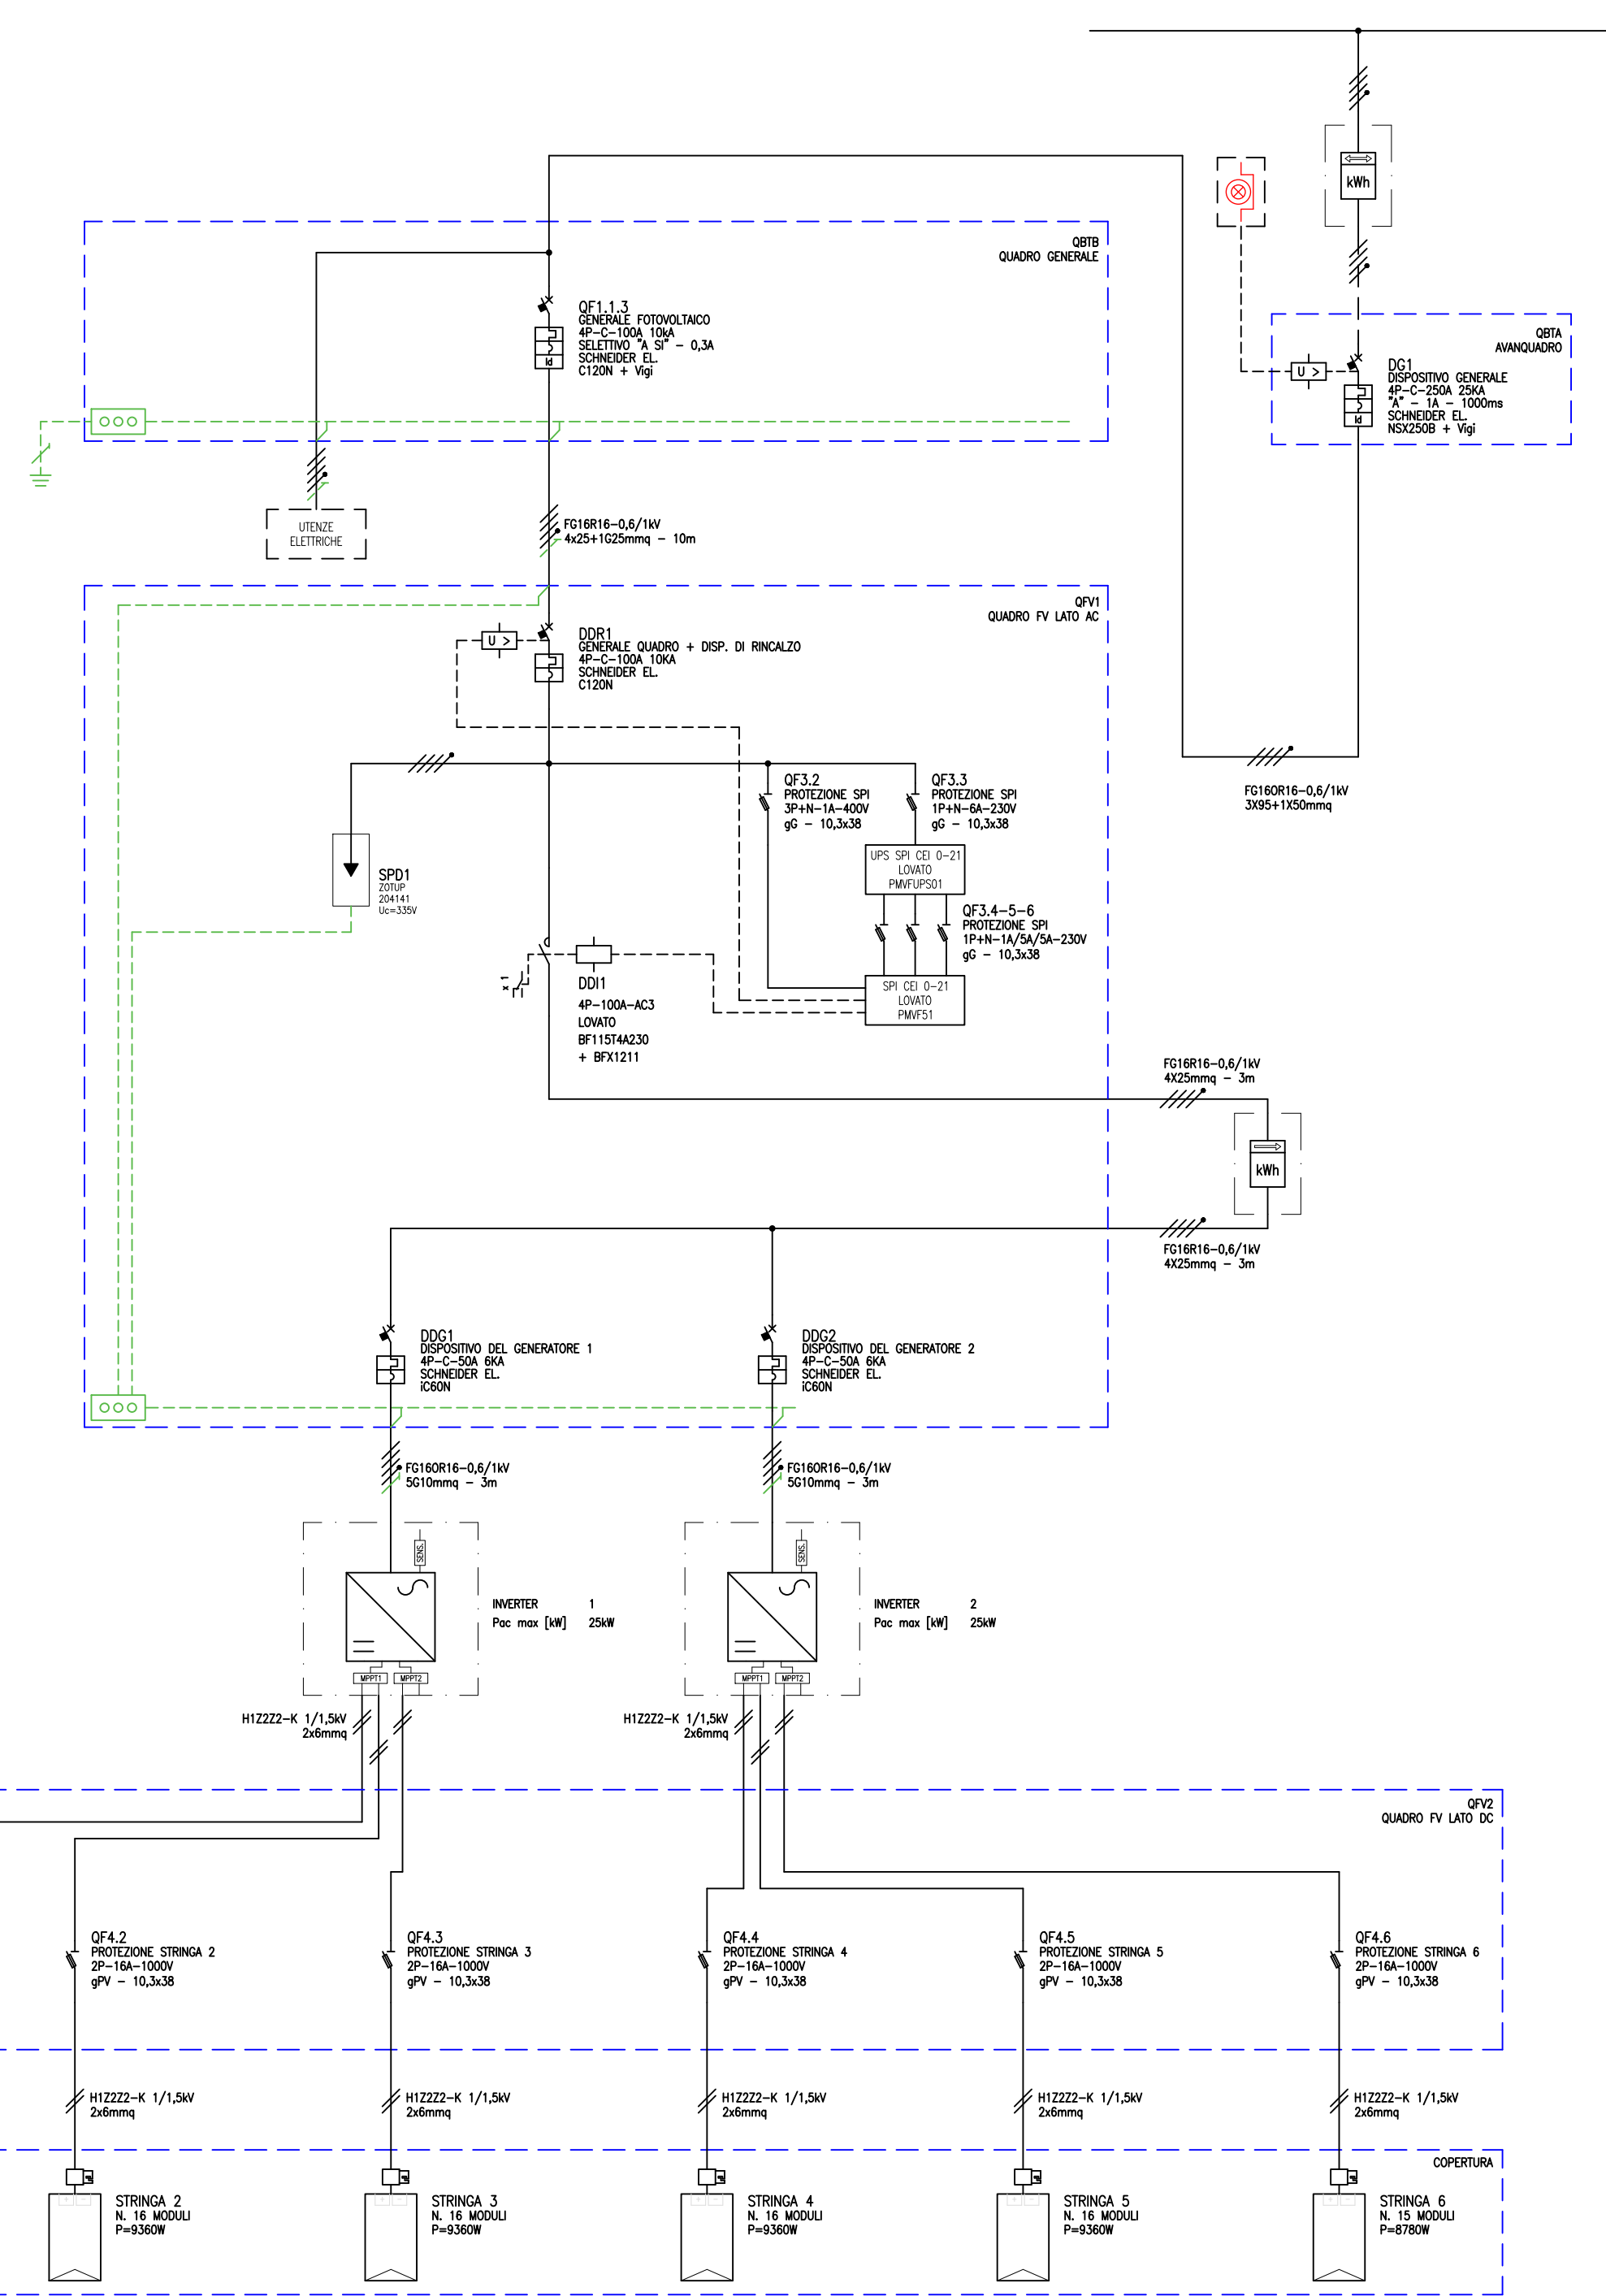 kWh
QBTB
QUADRO GENERALE
QF1.1.3
GENERALE FOTOVOLTAICO
4P-C-100A 10kA
SELETTIVO "A SI" - 0,3A
SCHNEIDER EL.
C120N + Vigi
Id
QBTA
AVANQUADRO
U >
DG1
DISPOSITIVO GENERALE
4P-C-250A 25KA
"A" - 1A - 1000ms
SCHNEIDER EL.
NSX250B + Vigi
Id
UTENZE
ELETTRICHE
FG16R16-0,6/1kV
4x25+1G25mmq - 10m
QFV1
QUADRO FV LATO AC
U >
DDR1
GENERALE QUADRO + DISP. DI RINCALZO
4P-C-100A 10KA
SCHNEIDER EL.
C120N
QF3.2
PROTEZIONE SPI
3P+N-1A-400V
gG - 10,3x38
QF3.3
PROTEZIONE SPI
1P+N-6A-230V
gG - 10,3x38
FG16OR16-0,6/1kV
3X95+1X50mmq
SPD1
ZOTUP
204141
Uc=335V
UPS SPI CEI 0-21
LOVATO
PMVFUPS01
QF3.4-5-6
PROTEZIONE SPI
1P+N-1A/5A/5A-230V
gG - 10,3x38
x 1
DDI1
4P-100A-AC3
LOVATO
BF115T4A230
+ BFX1211
SPI CEI 0-21
LOVATO
PMVF51
FG16R16-0,6/1kV
4X25mmq - 3m
kWh
FG16R16-0,6/1kV
4X25mmq - 3m
DDG1
DISPOSITIVO DEL GENERATORE 1
4P-C-50A 6KA
SCHNEIDER EL.
iC60N
DDG2
DISPOSITIVO DEL GENERATORE 2
4P-C-50A 6KA
SCHNEIDER EL.
iC60N
FG16OR16-0,6/1kV
5G10mmq - 3m
FG16OR16-0,6/1kV
5G10mmq - 3m
SENS.
INVERTER 1
Pac max [kW] 25kW
MPPT1
MPPT2
SENS.
INVERTER 2
Pac max [kW] 25kW
MPPT1
MPPT2
H1Z2Z2-K 1/1,5kV
2x6mmq
H1Z2Z2-K 1/1,5kV
2x6mmq
QFV2
QUADRO FV LATO DC
QF4.2
PROTEZIONE STRINGA 2
2P-16A-1000V
gPV - 10,3x38
QF4.3
PROTEZIONE STRINGA 3
2P-16A-1000V
gPV - 10,3x38
QF4.4
PROTEZIONE STRINGA 4
2P-16A-1000V
gPV - 10,3x38
QF4.5
PROTEZIONE STRINGA 5
2P-16A-1000V
gPV - 10,3x38
QF4.6
PROTEZIONE STRINGA 6
2P-16A-1000V
gPV - 10,3x38
H1Z2Z2-K 1/1,5kV
2x6mmq
H1Z2Z2-K 1/1,5kV
2x6mmq
H1Z2Z2-K 1/1,5kV
2x6mmq
H1Z2Z2-K 1/1,5kV
2x6mmq
H1Z2Z2-K 1/1,5kV
2x6mmq
COPERTURA
STRINGA 2
N. 16 MODULI
P=9360W
STRINGA 3
N. 16 MODULI
P=9360W
STRINGA 4
N. 16 MODULI
P=9360W
STRINGA 5
N. 16 MODULI
P=9360W
STRINGA 6
N. 15 MODULI
P=8780W